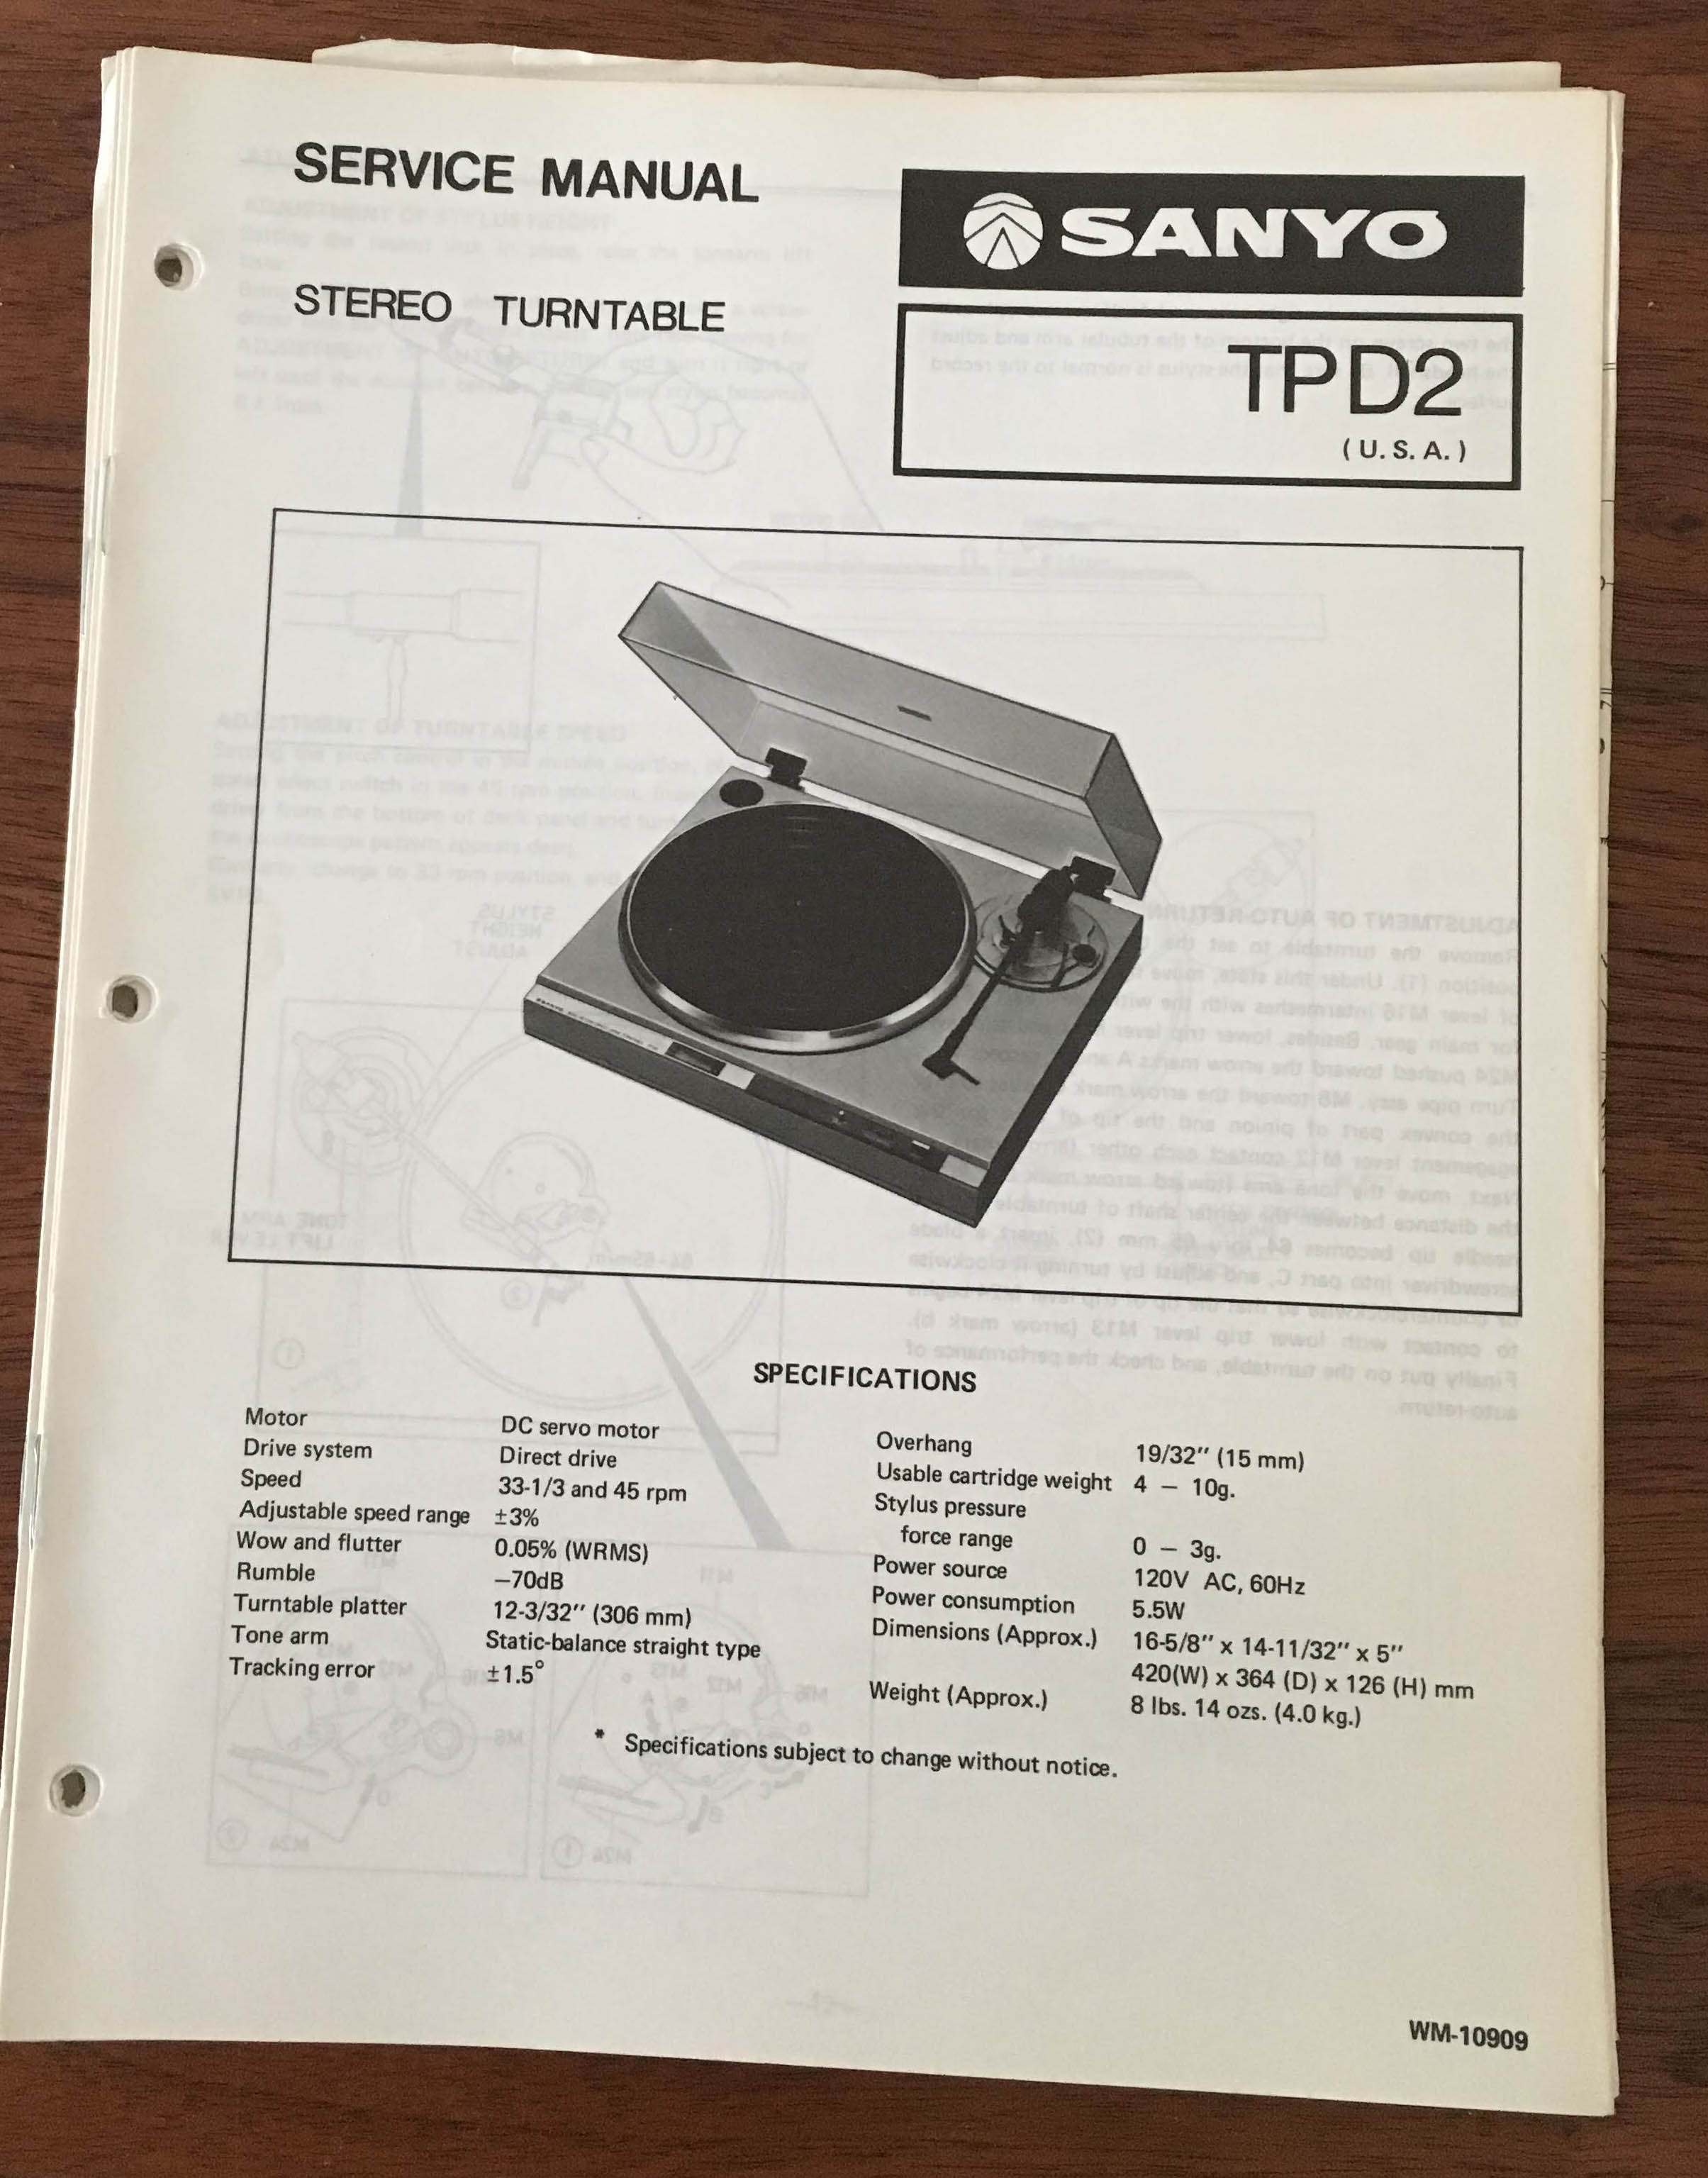 SERVICE MANUAL
SANYO
STEREO TURNTABLE
TP D2
( U. S. A. )
SPECIFICATIONS
Motor DC servo motor
Drive system Direct drive
Speed 33-1/3 and 45 rpm
Adjustable speed range ±3%
Wow and flutter 0.05% (WRMS)
Rumble −70dB
Turntable platter 12-3/32″ (306 mm)
Tone arm Static-balance straight type
Tracking error ±1.5°
Overhang 19/32″ (15 mm)
Usable cartridge weight 4 − 10g.
Stylus pressure
force range 0 − 3g.
Power source 120V AC, 60Hz
Power consumption 5.5W
Dimensions (Approx.) 16-5/8″ x 14-11/32″ x 5″
420(W) x 364 (D) x 126 (H) mm
Weight (Approx.) 8 lbs. 14 ozs. (4.0 kg.)
* Specifications subject to change without notice.
WM-10909